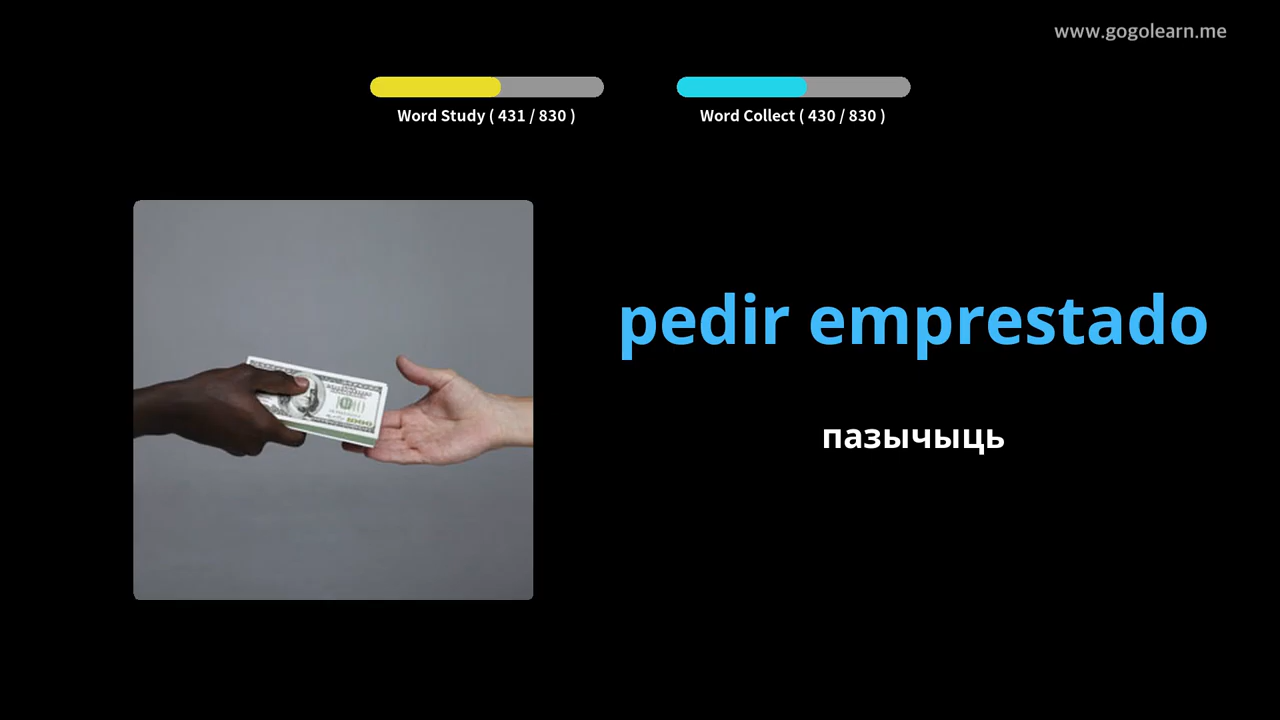 www.gogolearn.me
Word Study ( 431 / 830 )
Word Collect ( 430 / 830 )
pedir emprestado
пазычыць